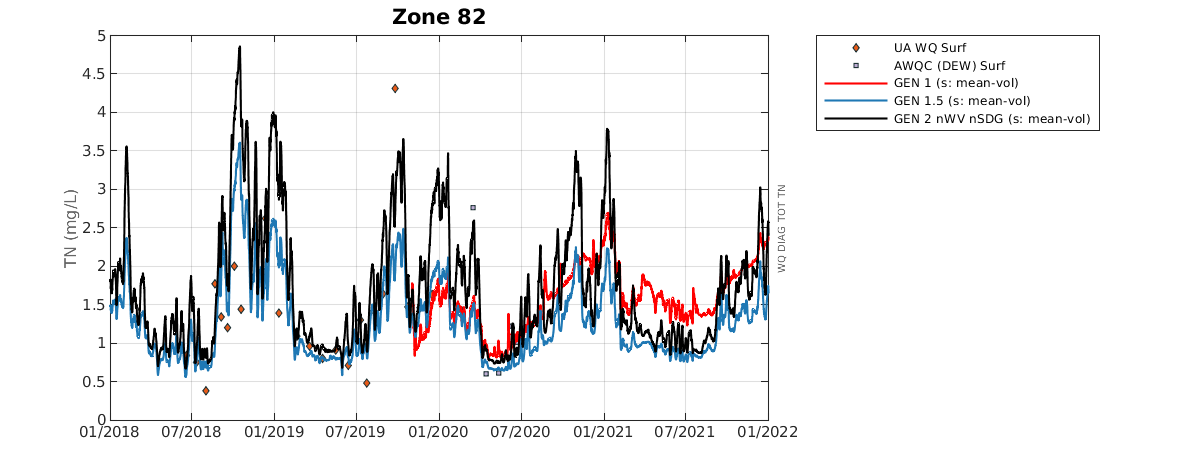 Zone 82
TN (mg/L)
5
4.5
4
3.5
3
2.5
2
1.5
1
0.5
0
01/2018
07/2018
01/2019
07/2019
01/2020
07/2020
01/2021
07/2021
01/2022
WQ DIAG TOT TN
UA WQ Surf
AWQC (DEW) Surf
GEN 1 (s: mean-vol)
GEN 1.5 (s: mean-vol)
GEN 2 nWV nSDG (s: mean-vol)